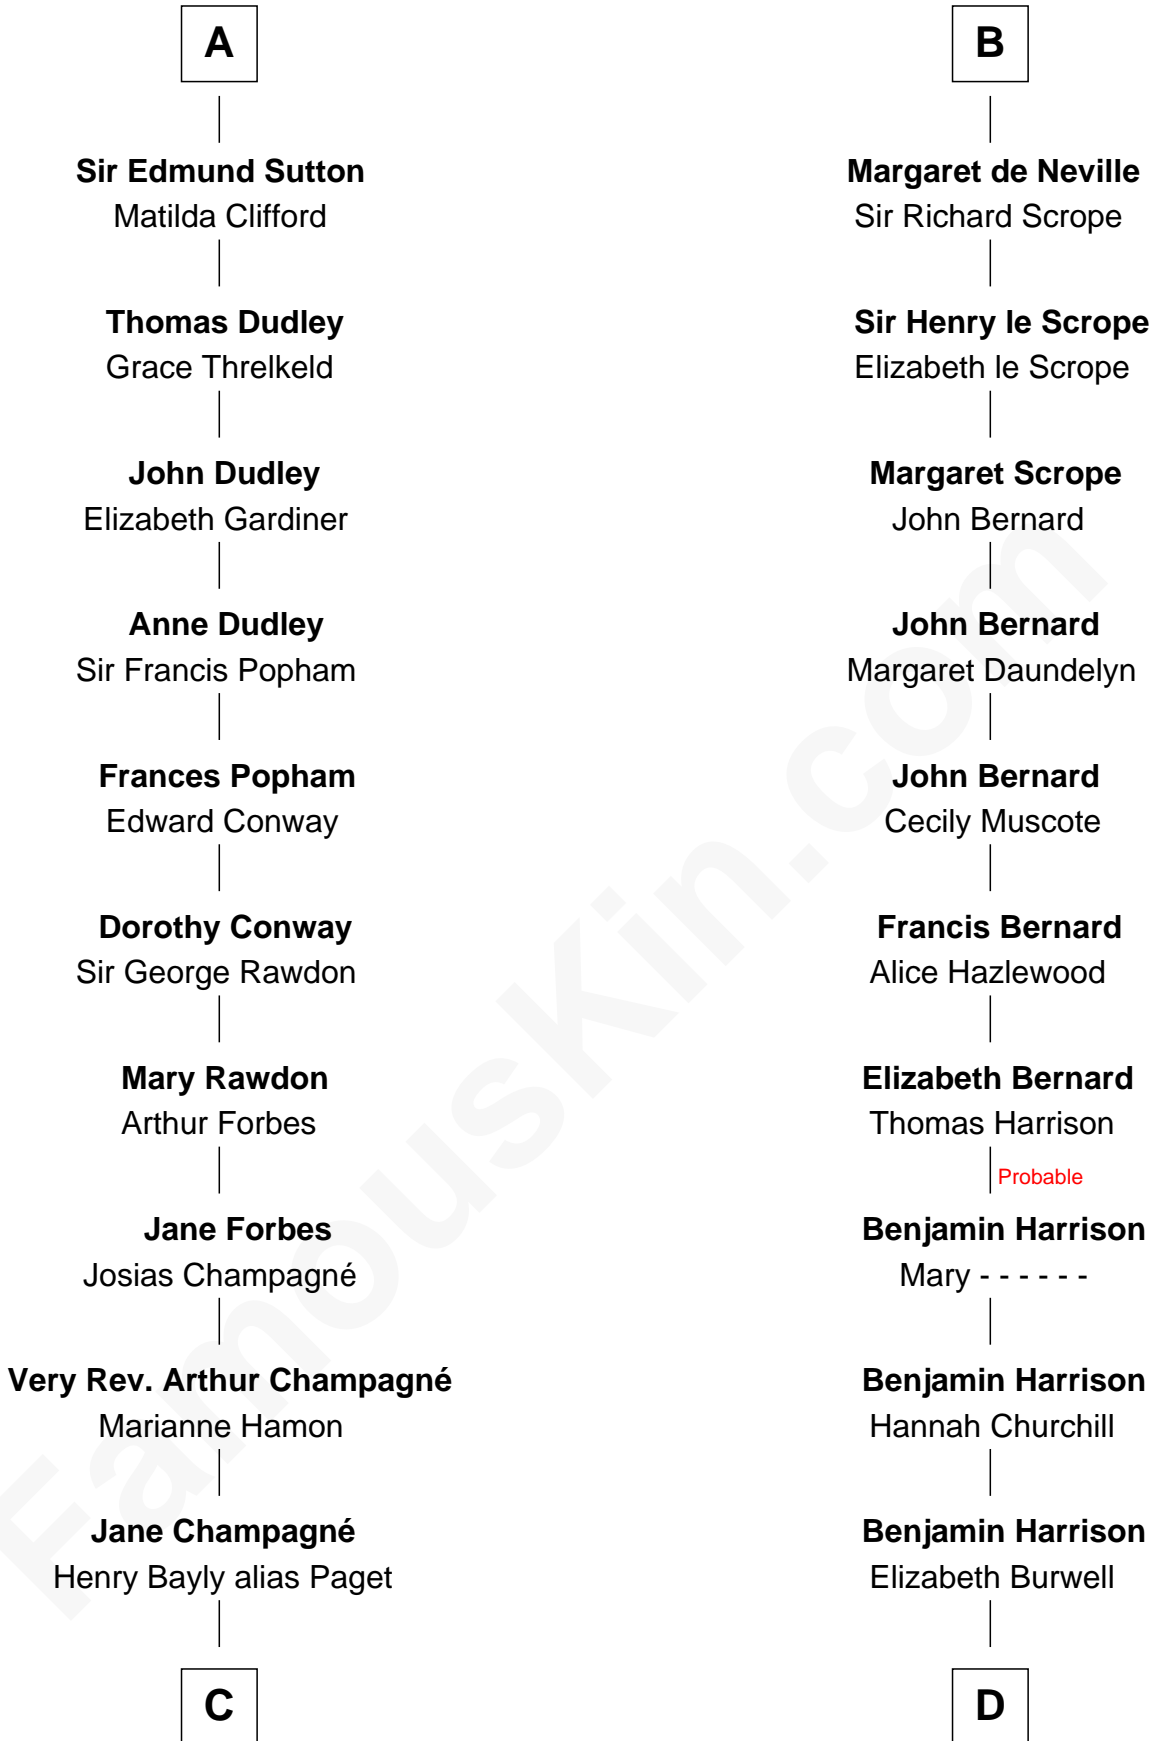 A
Sir Edmund Sutton
Matilda Clifford
Thomas Dudley
Grace Threlkeld
John Dudley
Elizabeth Gardiner
Anne Dudley
Sir Francis Popham
Frances Popham
Edward Conway
Dorothy Conway
Sir George Rawdon
Mary Rawdon
Arthur Forbes
Jane Forbes
Josias Champagné
Very Rev. Arthur Champagné
Marianne Hamon
Jane Champagné
Henry Bayly alias Paget
C
B
Margaret de Neville
Sir Richard Scrope
Sir Henry le Scrope
Elizabeth le Scrope
Margaret Scrope
John Bernard
John Bernard
Margaret Daundelyn
John Bernard
Cecily Muscote
Francis Bernard
Alice Hazlewood
Elizabeth Bernard
Thomas Harrison
Probable
Benjamin Harrison
Mary - - - - - -
Benjamin Harrison
Hannah Churchill
Benjamin Harrison
Elizabeth Burwell
D
FamousKin.com